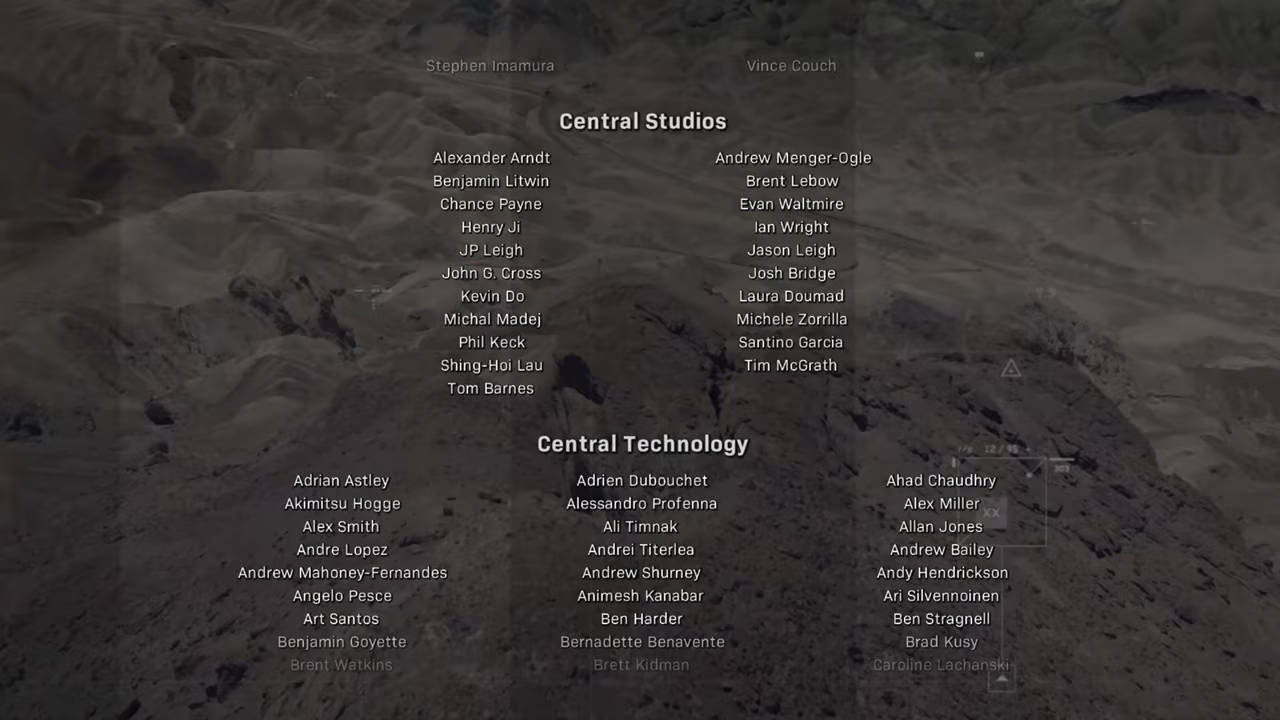 Stephen Imamura Vince Couch
Central Studios
Alexander Arndt Andrew Menger-Ogle
Benjamin Litwin Brent Lebow
Chance Payne Evan Waltmire
Henry Ji Ian Wright
JP Leigh Jason Leigh
John G. Cross Josh Bridge
Kevin Do Laura Doumad
Michal Madej Michele Zorrilla
Phil Keck Santino Garcia
Shing-Hoi Lau Tim McGrath
Tom Barnes
Central Technology
12 / 95
303
Adrian Astley Adrien Dubouchet Ahad Chaudhry
Akimitsu Hogge Alessandro Profenna Alex Miller
XX
Alex Smith Ali Timnak Allan Jones
Andre Lopez Andrei Titerlea Andrew Bailey
Andrew Mahoney-Fernandes Andrew Shurney Andy Hendrickson
Angelo Pesce Animesh Kanabar Ari Silvennoinen
Art Santos Ben Harder Ben Stragnell
Benjamin Goyette Bernadette Benavente Brad Kusy
Brent Watkins Brett Kidman Caroline Lachanski